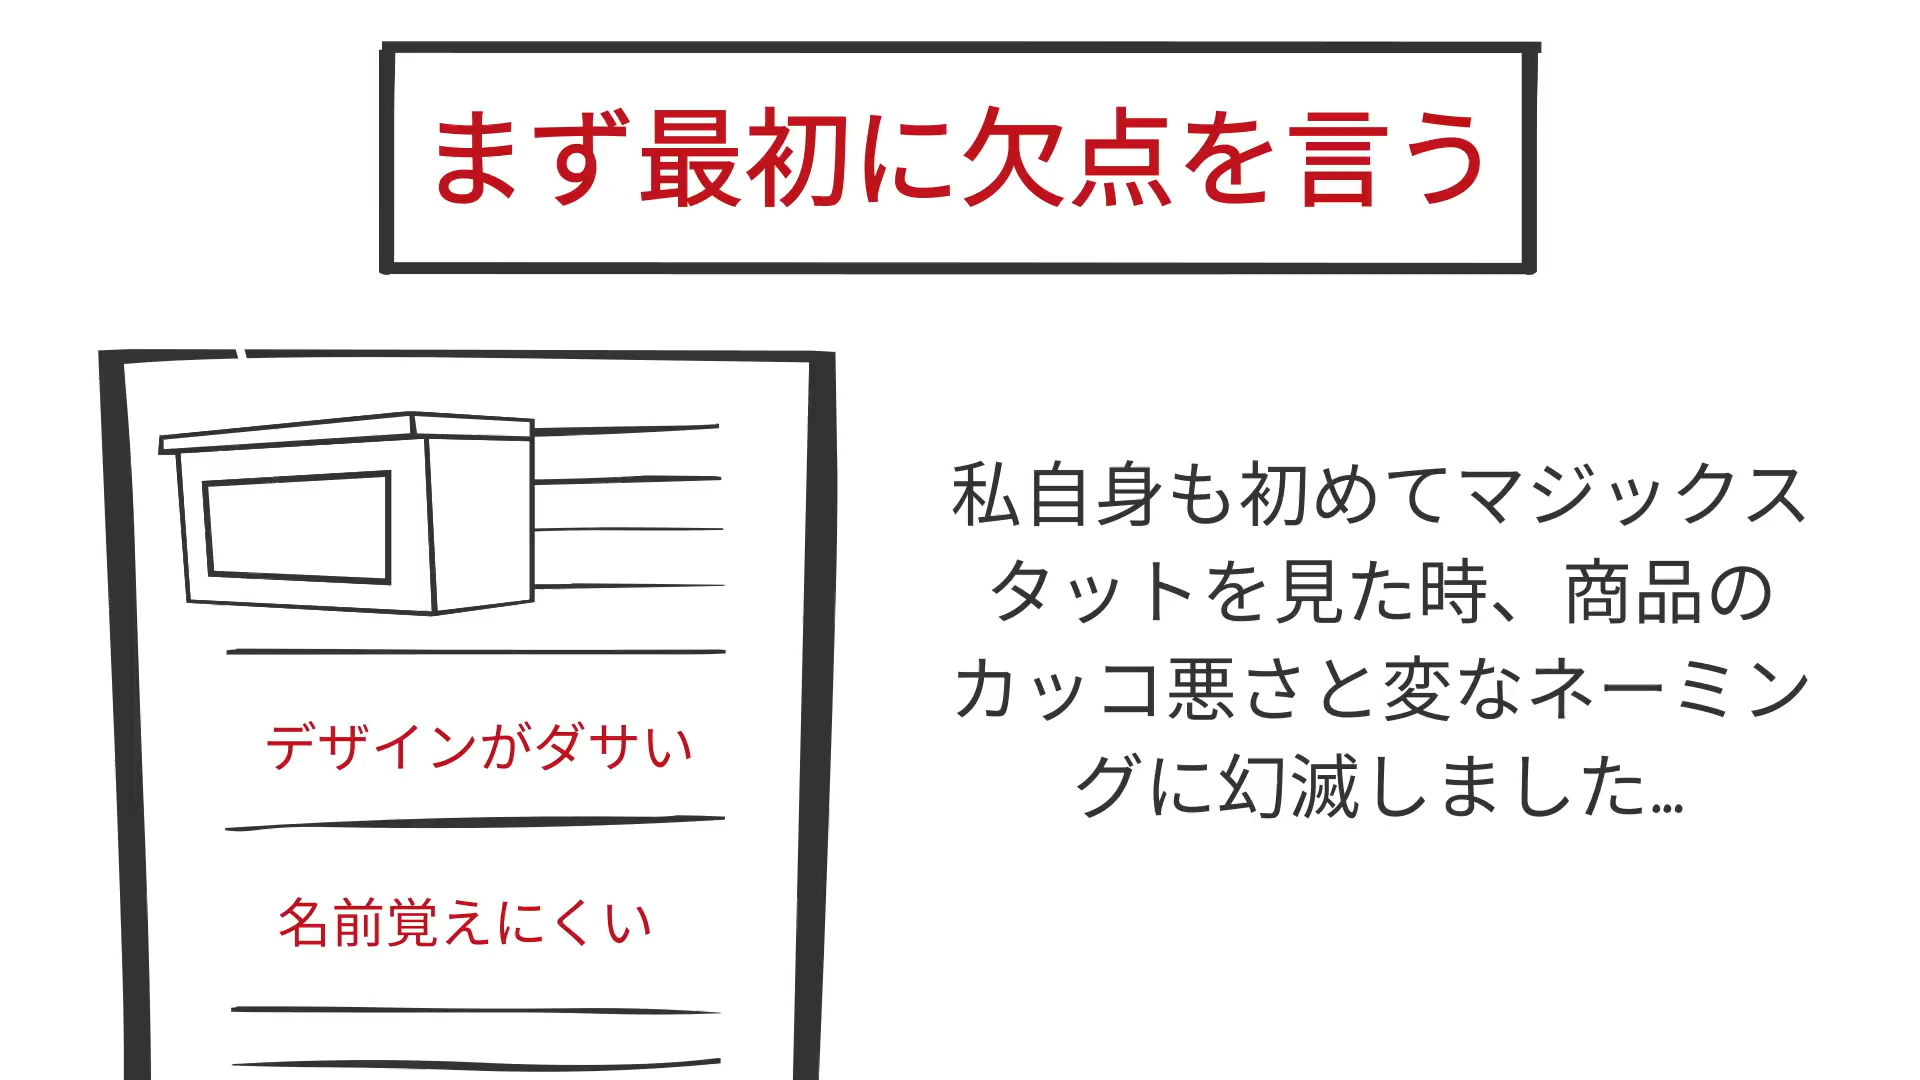 まず最初に欠点を言う
デザインがダサい
名前覚えにくい
私自身も初めてマジックス
タットを見た時、商品の
カッコ悪さと変なネーミン
グに幻滅しました...